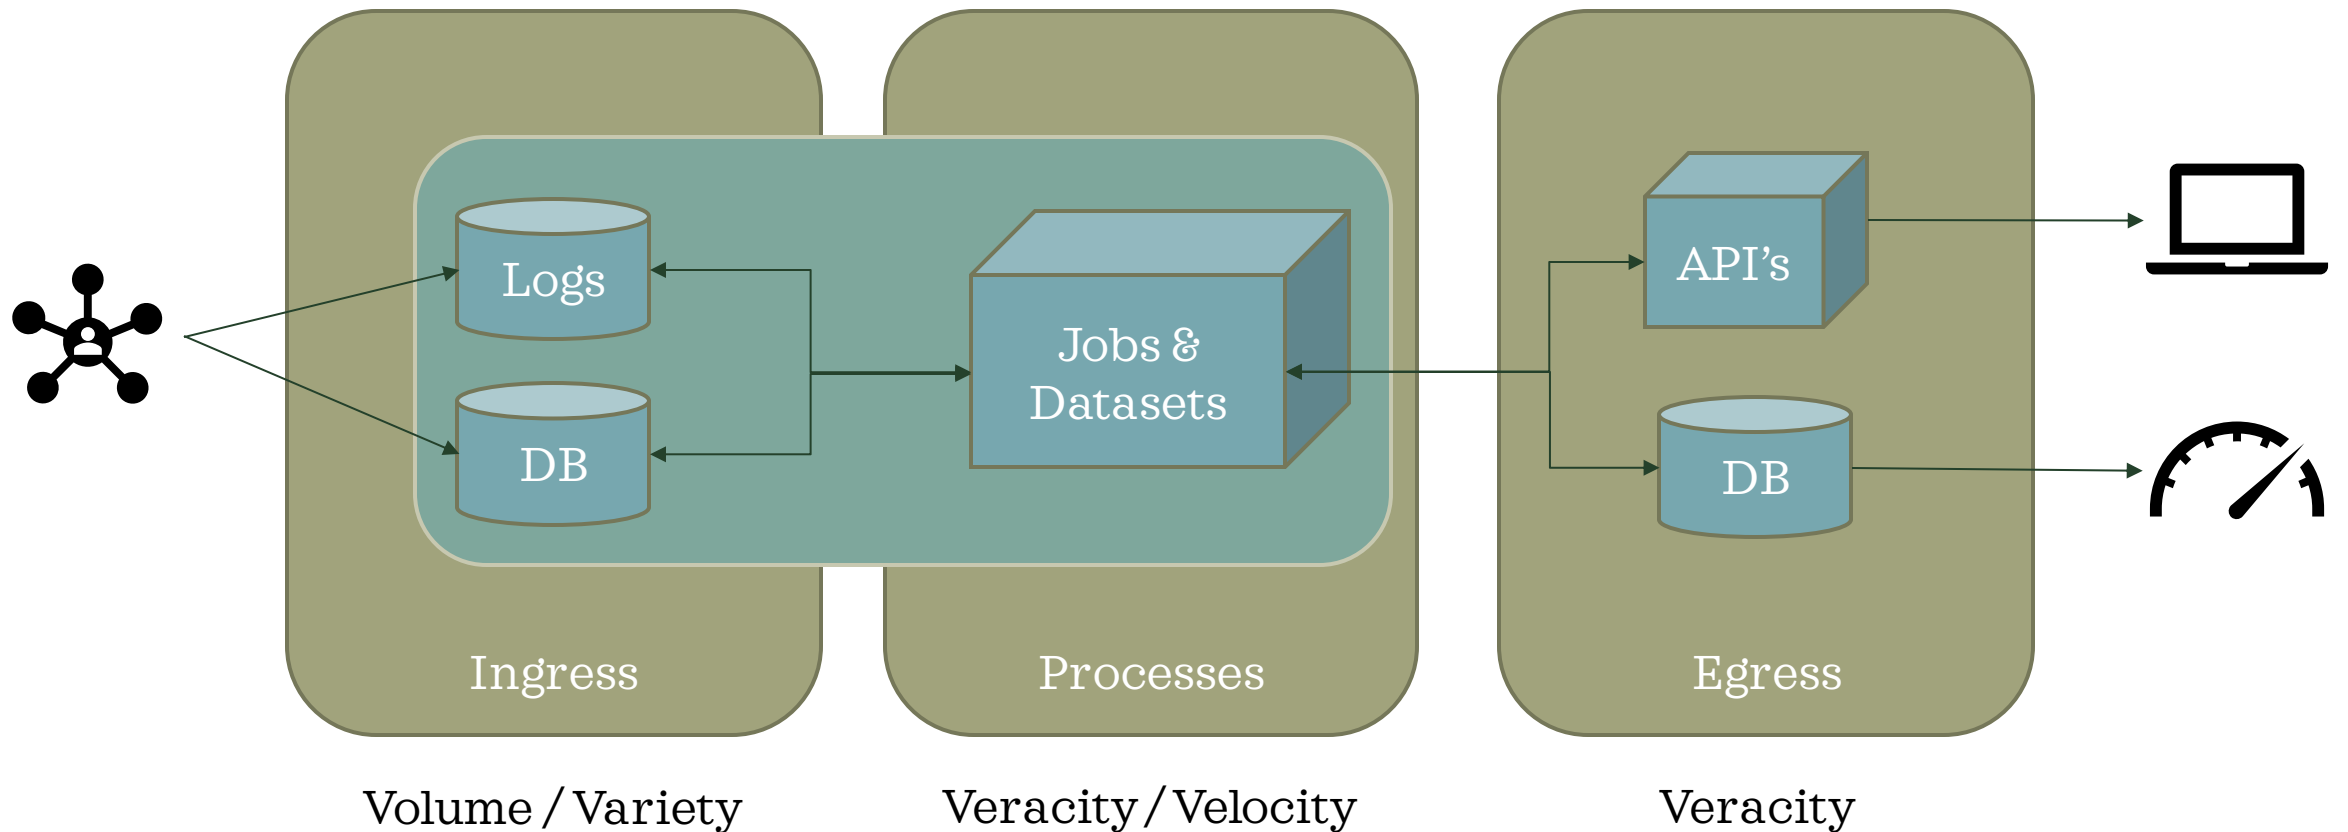 Logs
DB
Jobs &
Datasets
API’s
DB
Ingress
Processes
Egress
Volume / Variety
Veracity / Velocity
Veracity